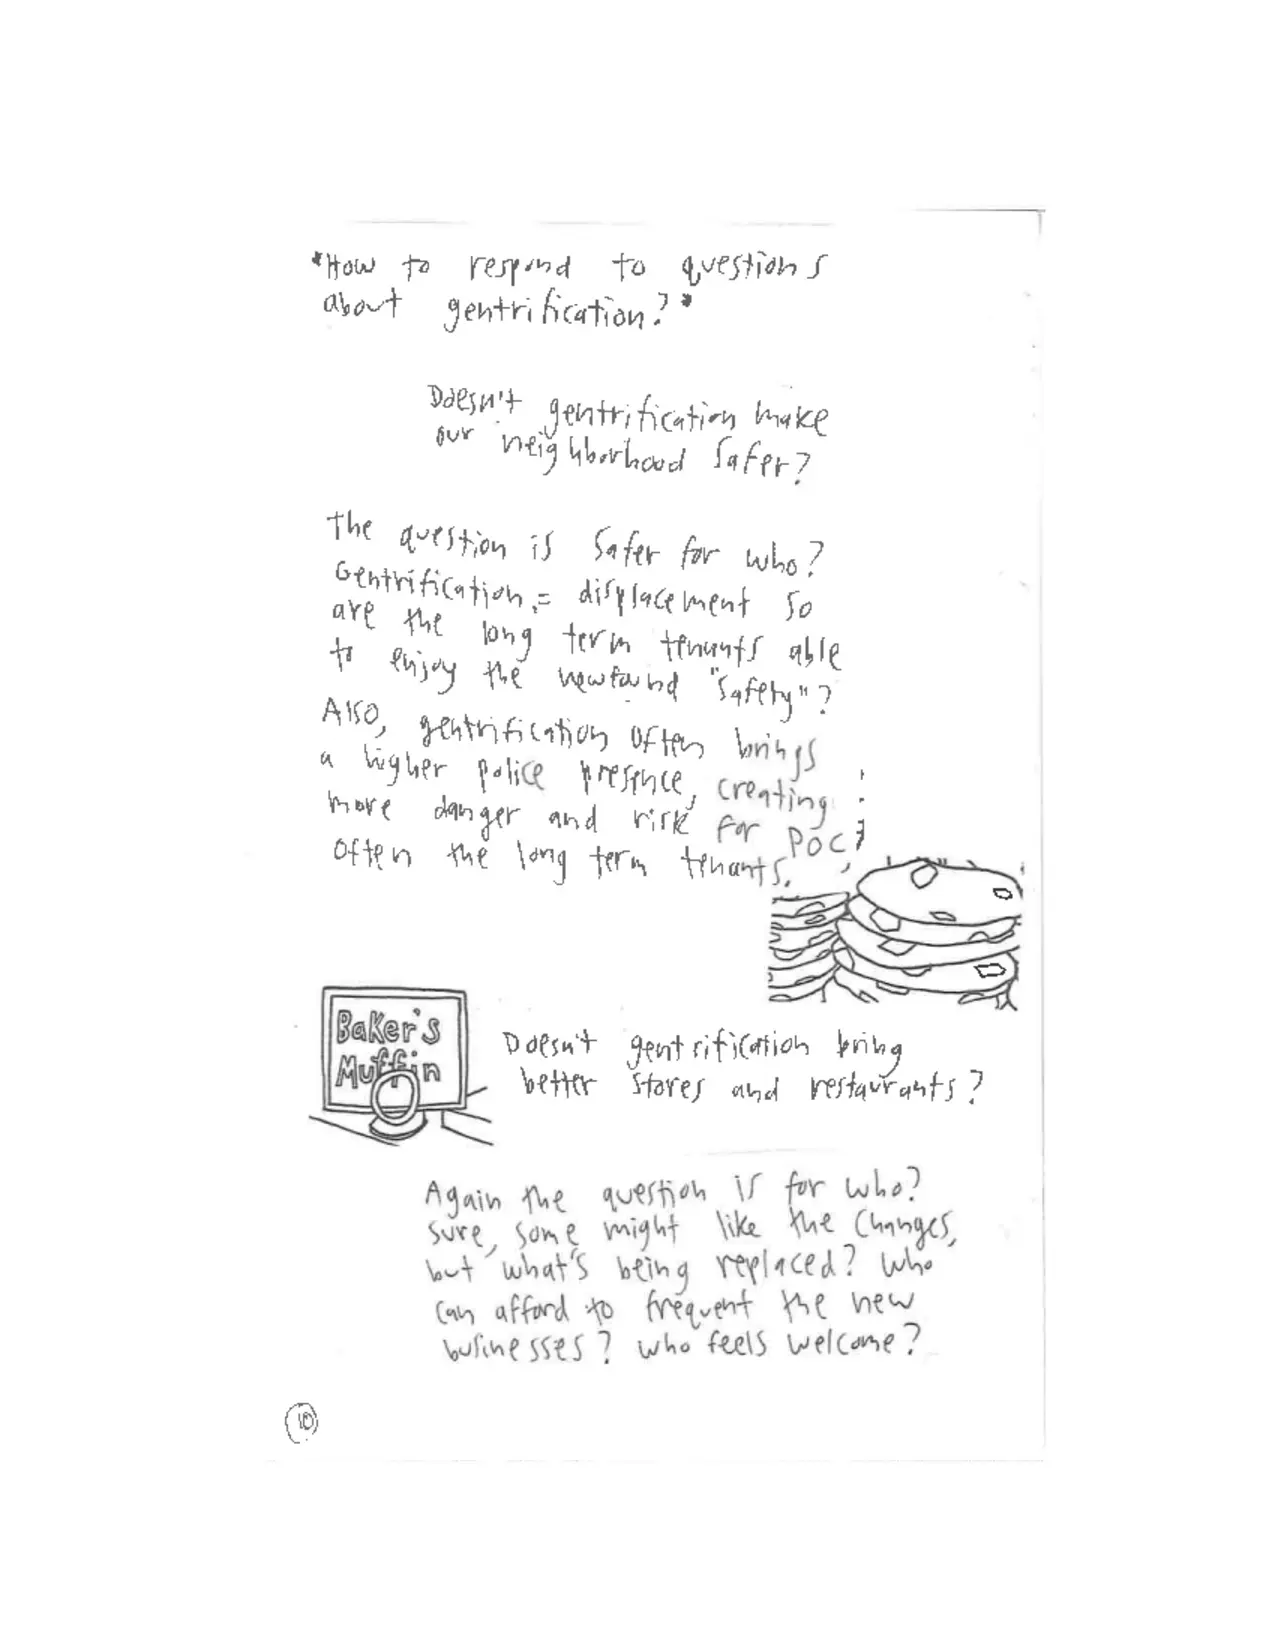 *How to respond to questions
about gentrification?*
Doesn't gentrification make
our neighborhood safer?
The question is safer for who?
Gentrification = displacement so
are the long term tenants able
to enjoy the newfound "safety"?
Also, gentrification often brings
a higher police presence, creating
more danger and risk for POC,
often the long term tenants.
Baker's
Muffin
Doesn't gentrification bring
better stores and restaurants?
Again the question is for who?
sure, some might like the changes,
but what's being replaced? Who
can afford to frequent the new
businesses? who feels welcome?
10